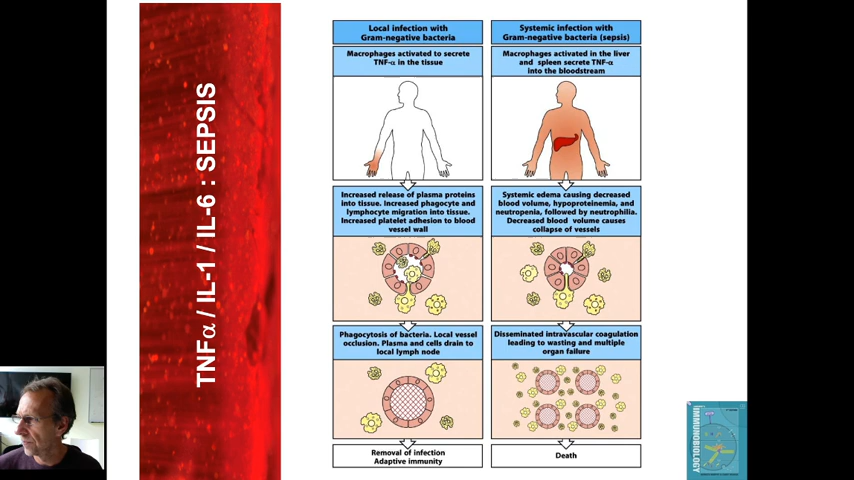 TNFα / IL-1 / IL-6 : SEPSIS
Local infection with
Gram-negative bacteria
Macrophages activated to secrete
TNF-α in the tissue
Increased release of plasma proteins
into tissue. Increased phagocyte and
lymphocyte migration into tissue.
Increased platelet adhesion to blood
vessel wall
Phagocytosis of bacteria. Local vessel
occlusion. Plasma and cells drain to
local lymph node
Removal of infection
Adaptive immunity
Systemic infection with
Gram-negative bacteria (sepsis)
Macrophages activated in the liver
and spleen secrete TNF-α
into the bloodstream
Systemic edema causing decreased
blood volume, hypoproteinemia, and
neutropenia, followed by neutrophilia.
Decreased blood volume causes
collapse of vessels
Disseminated intravascular coagulation
leading to wasting and multiple
organ failure
Death
IMMUNOBIOLOGY